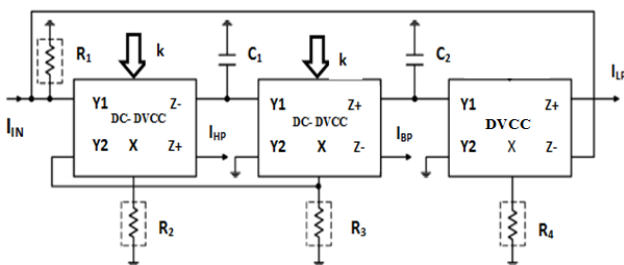 R1 k C1 k C2 ILP
Y1 Z- Y1 Z+ Y1 Z+
DC- DVCC DC- DVCC DVCC
IIN Y2 X Z+ IHP Y2 X Z- IBP Y2 X Z-
R2 R3 R4